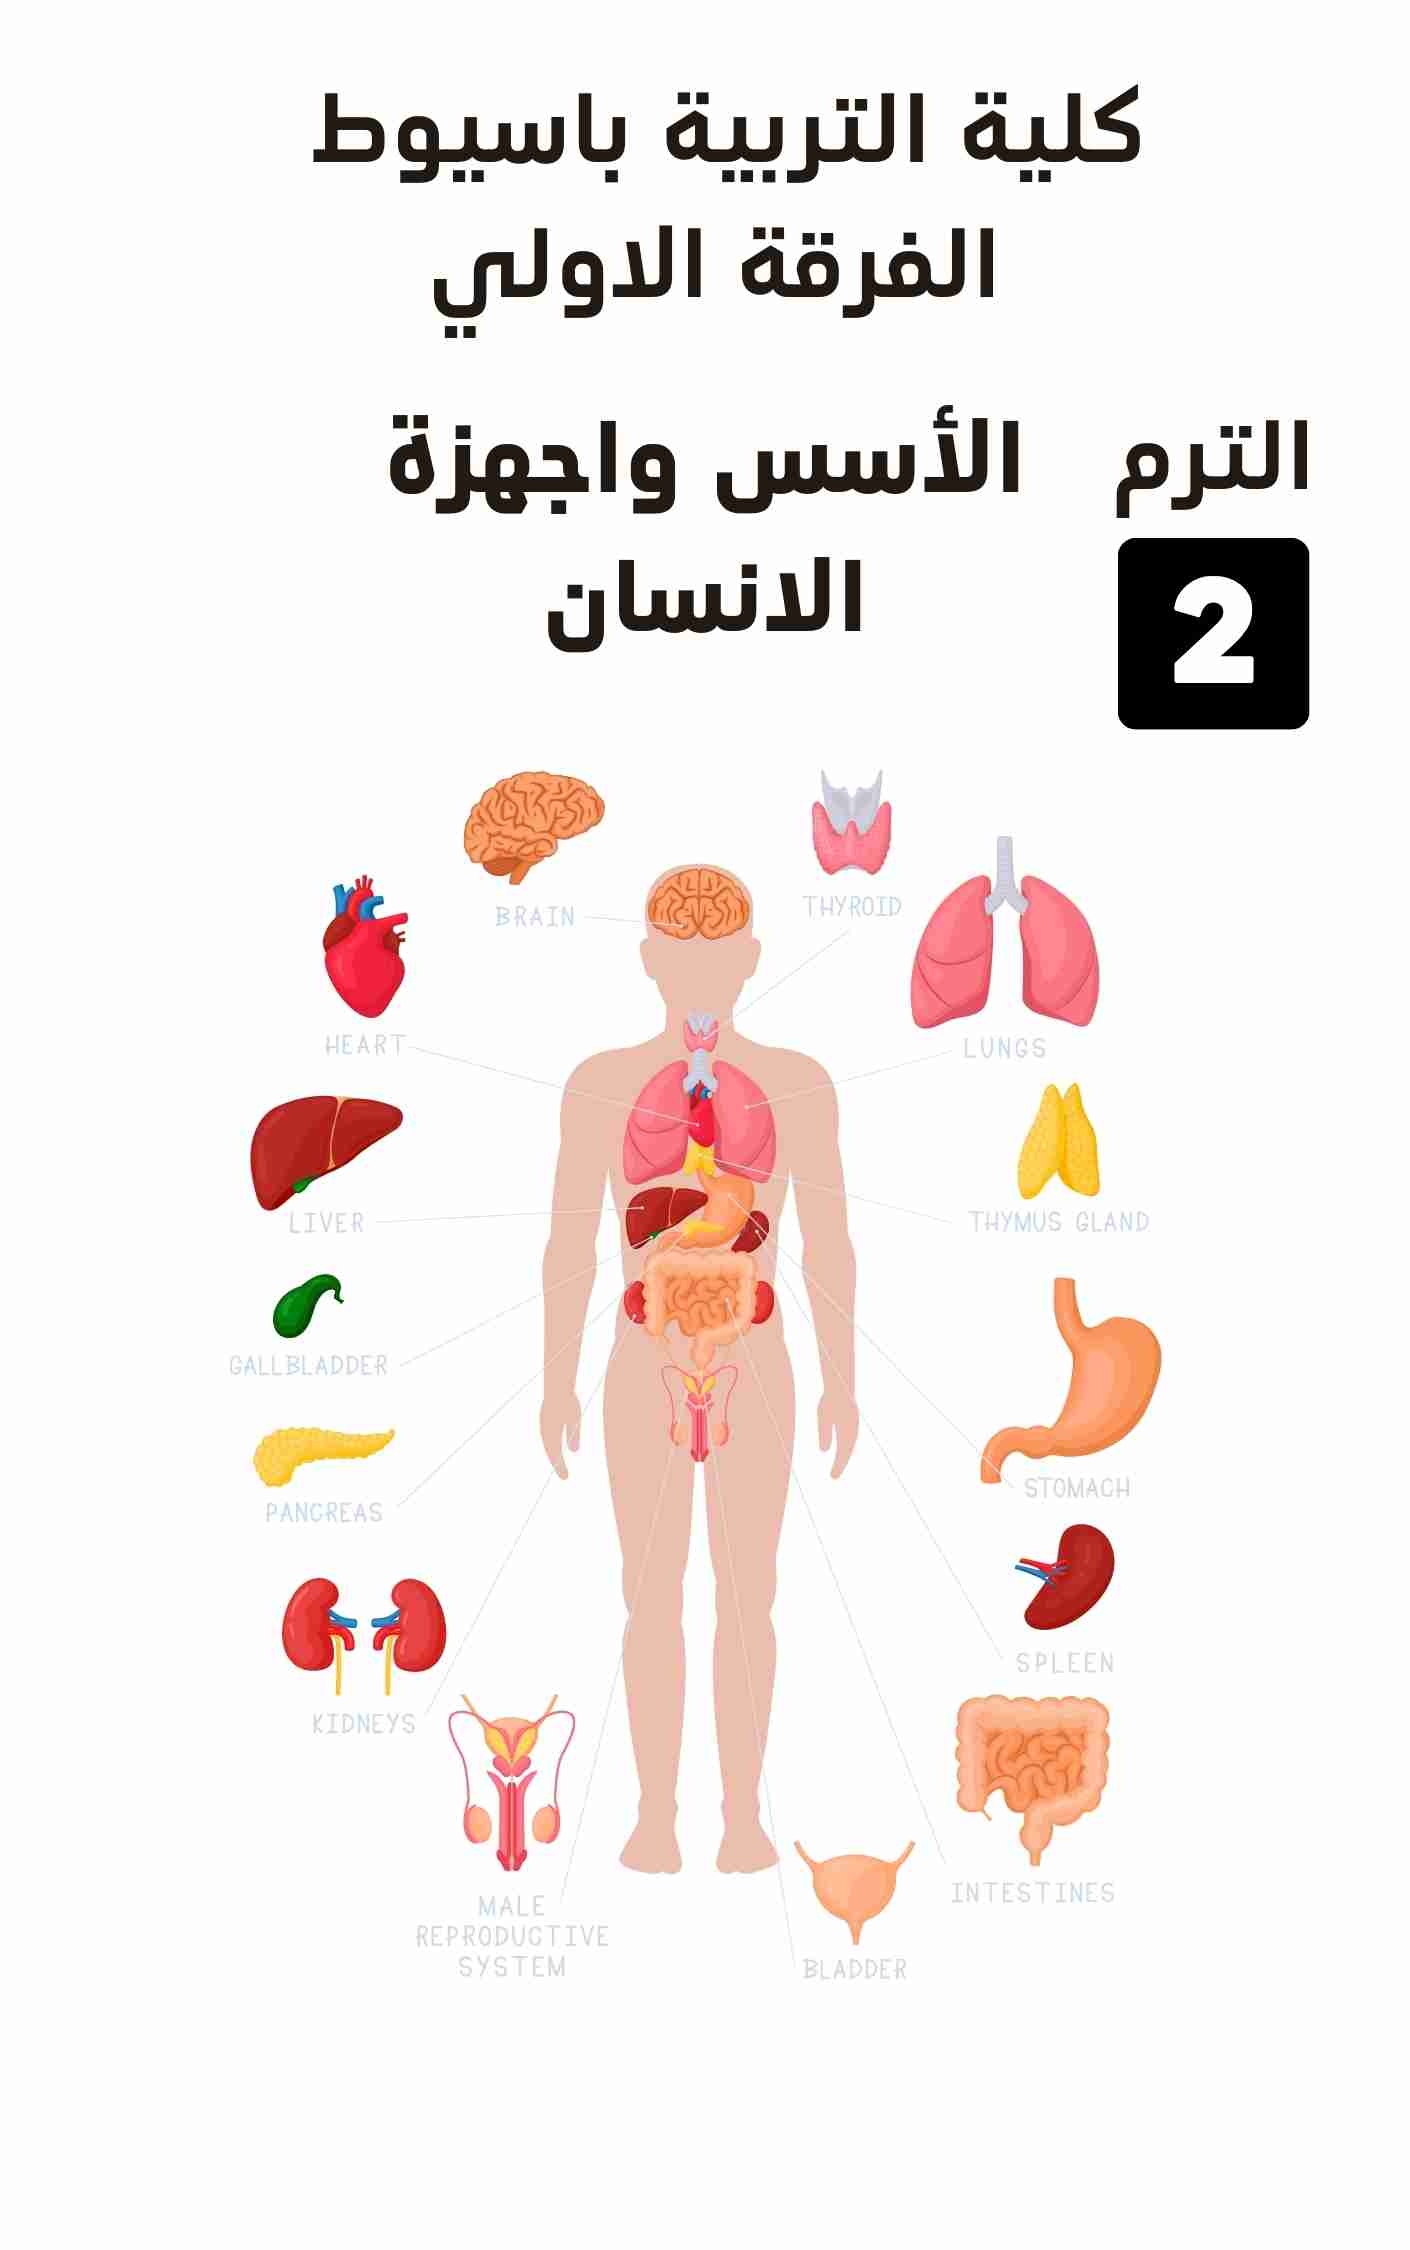 كلية التربية باسيوط
الفرقة الاولي
الترم
الأسس واجهزة
الانسان
2
BRAIN
THYROID
HEART
LUNGS
LIVER
THYMUS GLAND
GALLBLADDER
PANCREAS
STOMACH
SPLEEN
KIDNEYS
INTESTINES
MALE
REPRODUCTIVE
SYSTEM
BLADDER